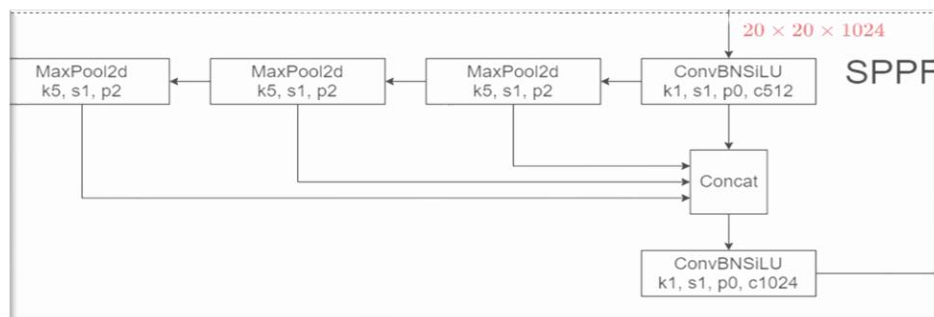 20 × 20 × 1024
MaxPool2d
k5, s1, p2
MaxPool2d
k5, s1, p2
MaxPool2d
k5, s1, p2
ConvBNSiLU
k1, s1, p0, c512
SPPF
Concat
ConvBNSiLU
k1, s1, p0, c1024